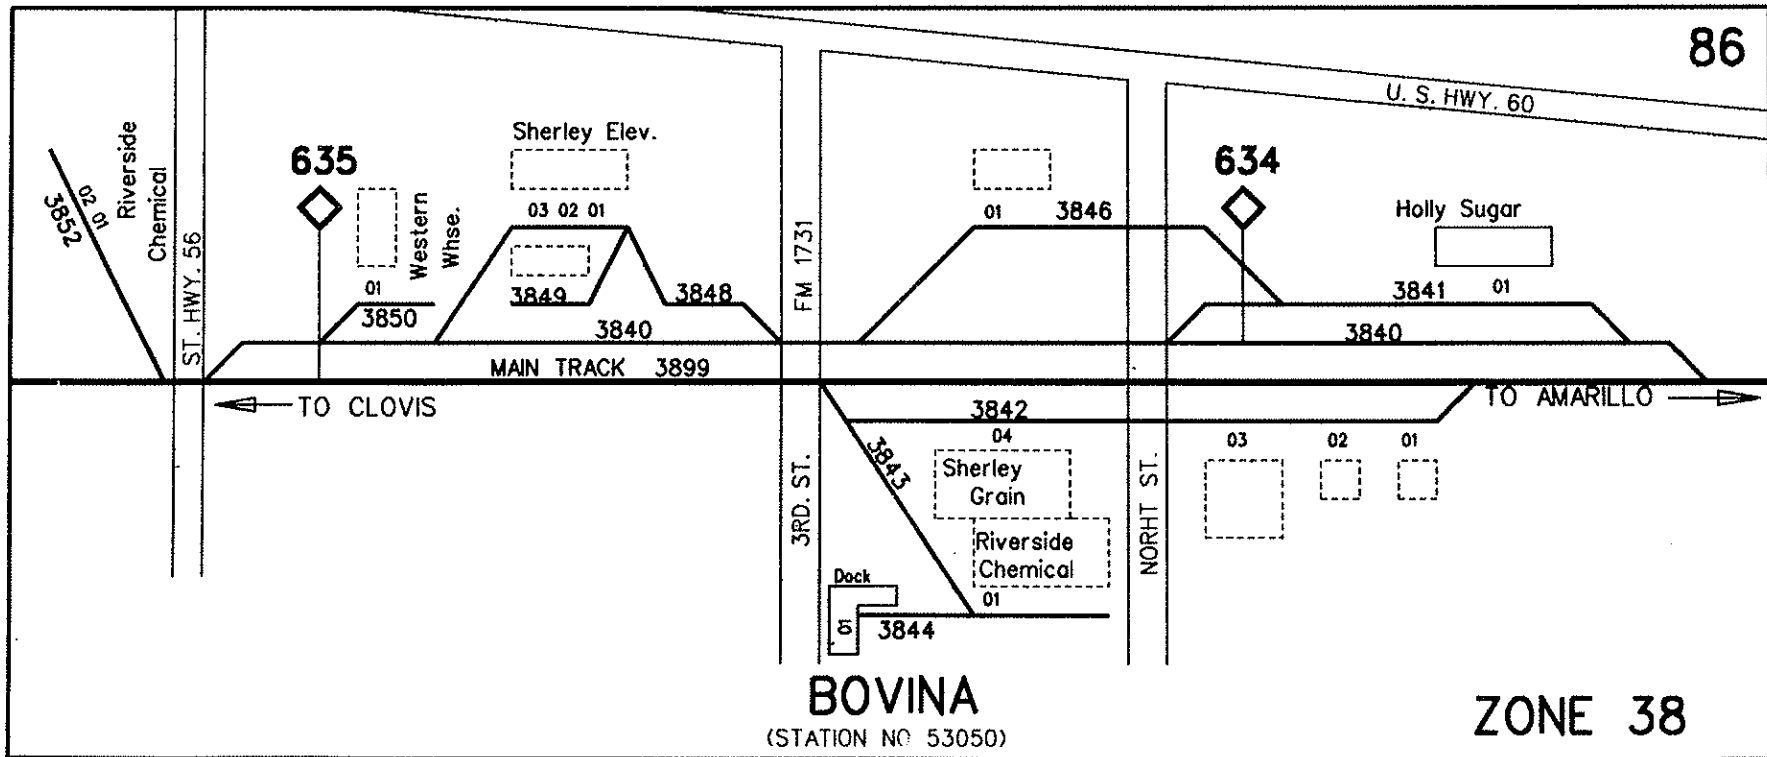 86
U. S. HWY. 60
Riverside
Chemical
02 01
3852
ST. HWY. 56
635
Western
Whse.
01
3850
Sherley Elev.
03 02 01
3849
3848
3840
FM 1731
01
3846
634
Holly Sugar
3841
01
3840
MAIN TRACK 3899
TO CLOVIS
TO AMARILLO
3842
04
03
02
01
3843
Sherley
Grain
Riverside
Chemical
01
3RD. ST.
NORHT ST.
Dock
01
3844
BOVINA
(STATION NO 53050)
ZONE 38